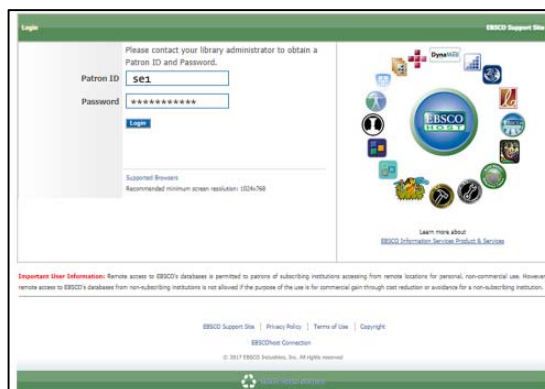 Login
EBSCO Support Site
Please contact your library administrator to obtain a
Patron ID and Password.
Patron ID
sei
Password
***********
Login
Supported Browsers
Recommended minimum screen resolution: 1024x768
DynaMed
EBSCO
HOST
Learn more about
EBSCO Information Services Product & Services
Important User Information: Remote access to EBSCO's databases is permitted to patrons of subscribing institutions accessing from remote locations for personal, non-commercial use. However
remote access to EBSCO's databases from non-subscribing institutions is not allowed if the purpose of the use is for commercial gain through cost reduction or avoidance for a non-subscribing institution.
EBSCO Support Site | Privacy Policy | Terms of Use | Copyright
EBSCOhost Connection
© 2017 EBSCO Industries, Inc. All rights reserved